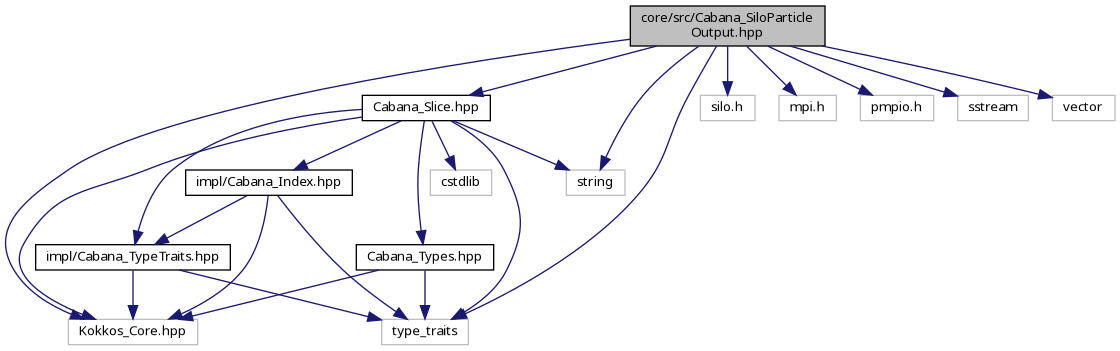 core/src/Cabana_SiloParticle
Output.hpp
Cabana_Slice.hpp
silo.h
mpi.h
pmpio.h
sstream
vector
impl/Cabana_Index.hpp
cstdlib
string
impl/Cabana_TypeTraits.hpp
Cabana_Types.hpp
Kokkos_Core.hpp
type_traits